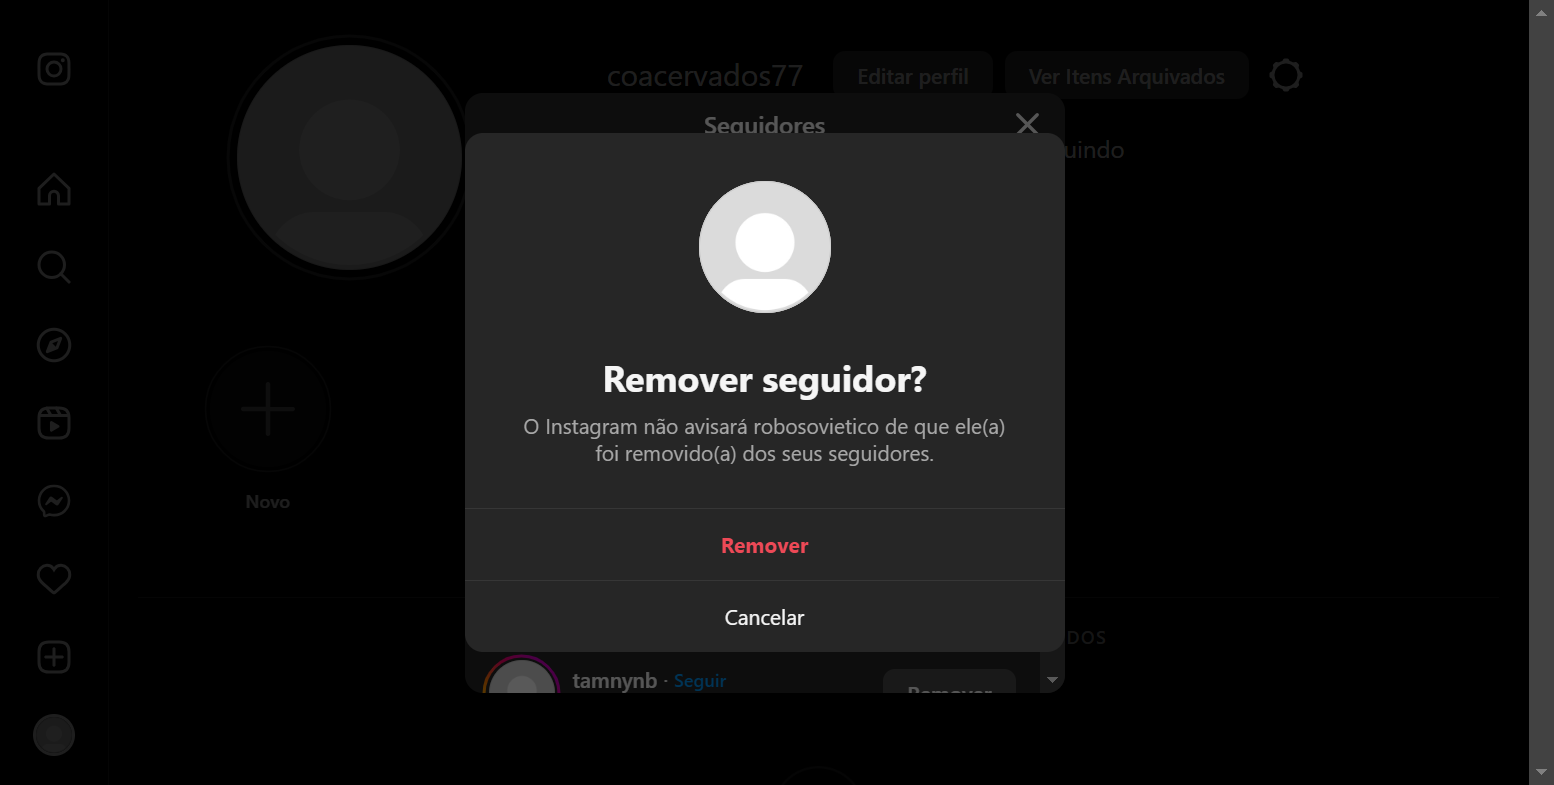 coacervados77
Editar perfil
Ver Itens Arquivados
Seguidores
uindo
Remover seguidor?
O Instagram não avisará robosovietico de que ele(a)
foi removido(a) dos seus seguidores.
Novo
Remover
Cancelar
DOS
tamnynb · Seguir
Remover